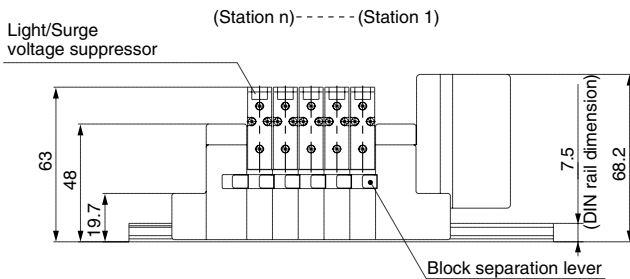 (Station n)------(Station 1)
Light/Surge
voltage suppressor
63
48
19.7
7.5
(DIN rail dimension)
68.2
Block separation lever